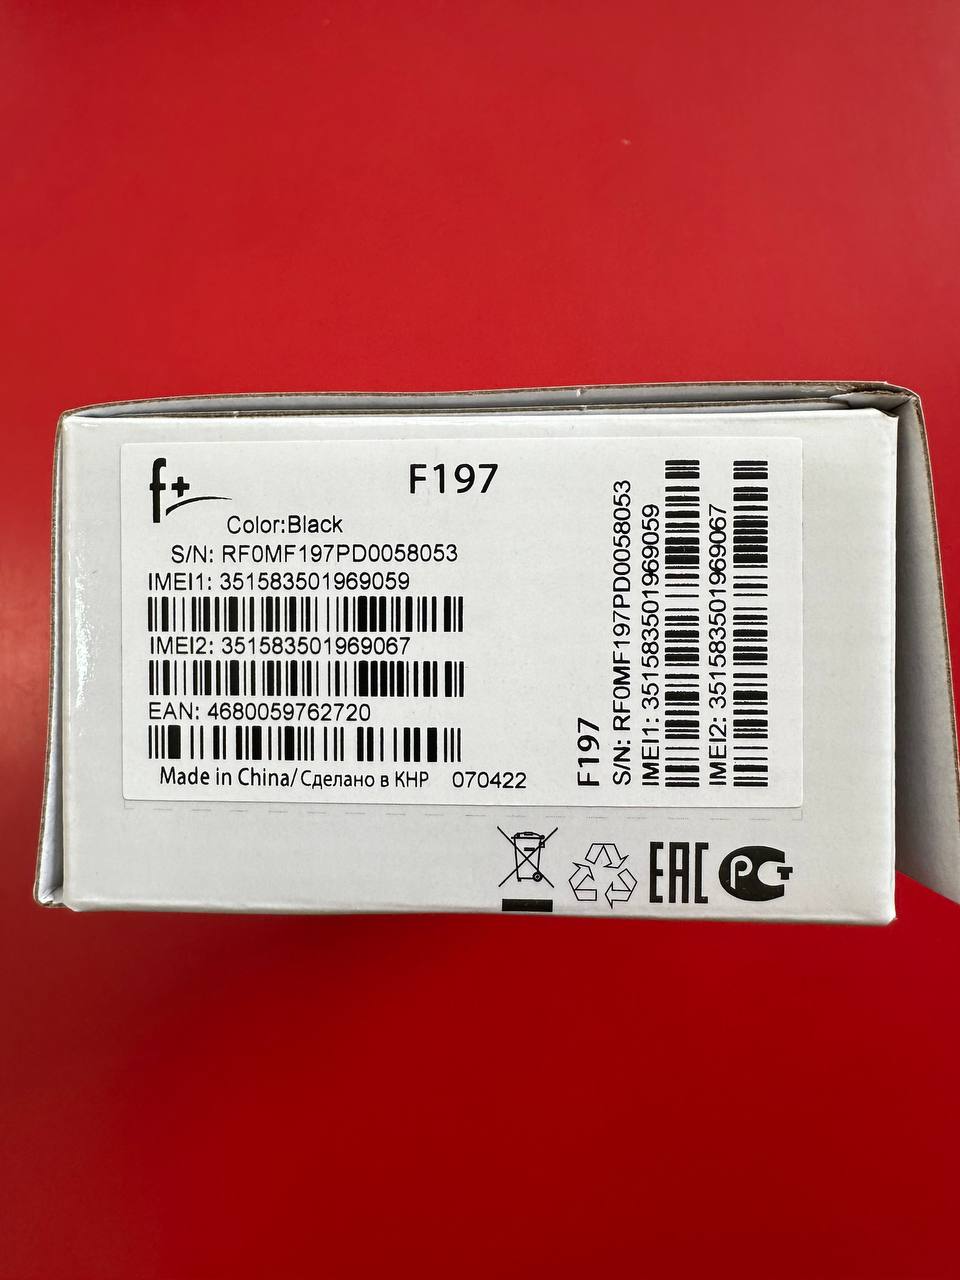 f+
F197
Color:Black
S/N: RF0MF197PD0058053
IMEI1: 351583501969059
IMEI2: 351583501969067
EAN: 4680059762720
Made in China/Сделано в КНР 070422
F197
S/N: RF0MF197PD0058053
IMEI1: 351583501969059
IMEI2: 351583501969067
EAC PCT